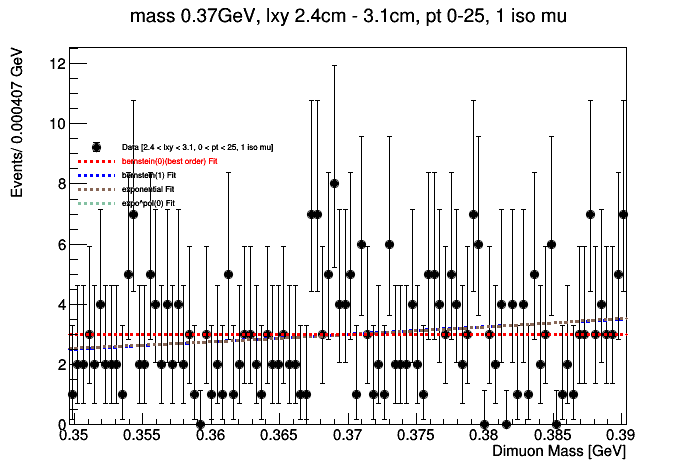 mass 0.37GeV, lxy 2.4cm - 3.1cm, pt 0-25, 1 iso mu
Events/ 0.000407 GeV
12
10
8
6
4
2
0
Data [2.4 < lxy < 3.1, 0 < pt < 25, 1 iso mu]
bernstein(0)(best order) Fit
bernstein(1) Fit
exponential Fit
expo*pol(0) Fit
0.35 0.355 0.36 0.365 0.37 0.375 0.38 0.385 0.39
Dimuon Mass [GeV]